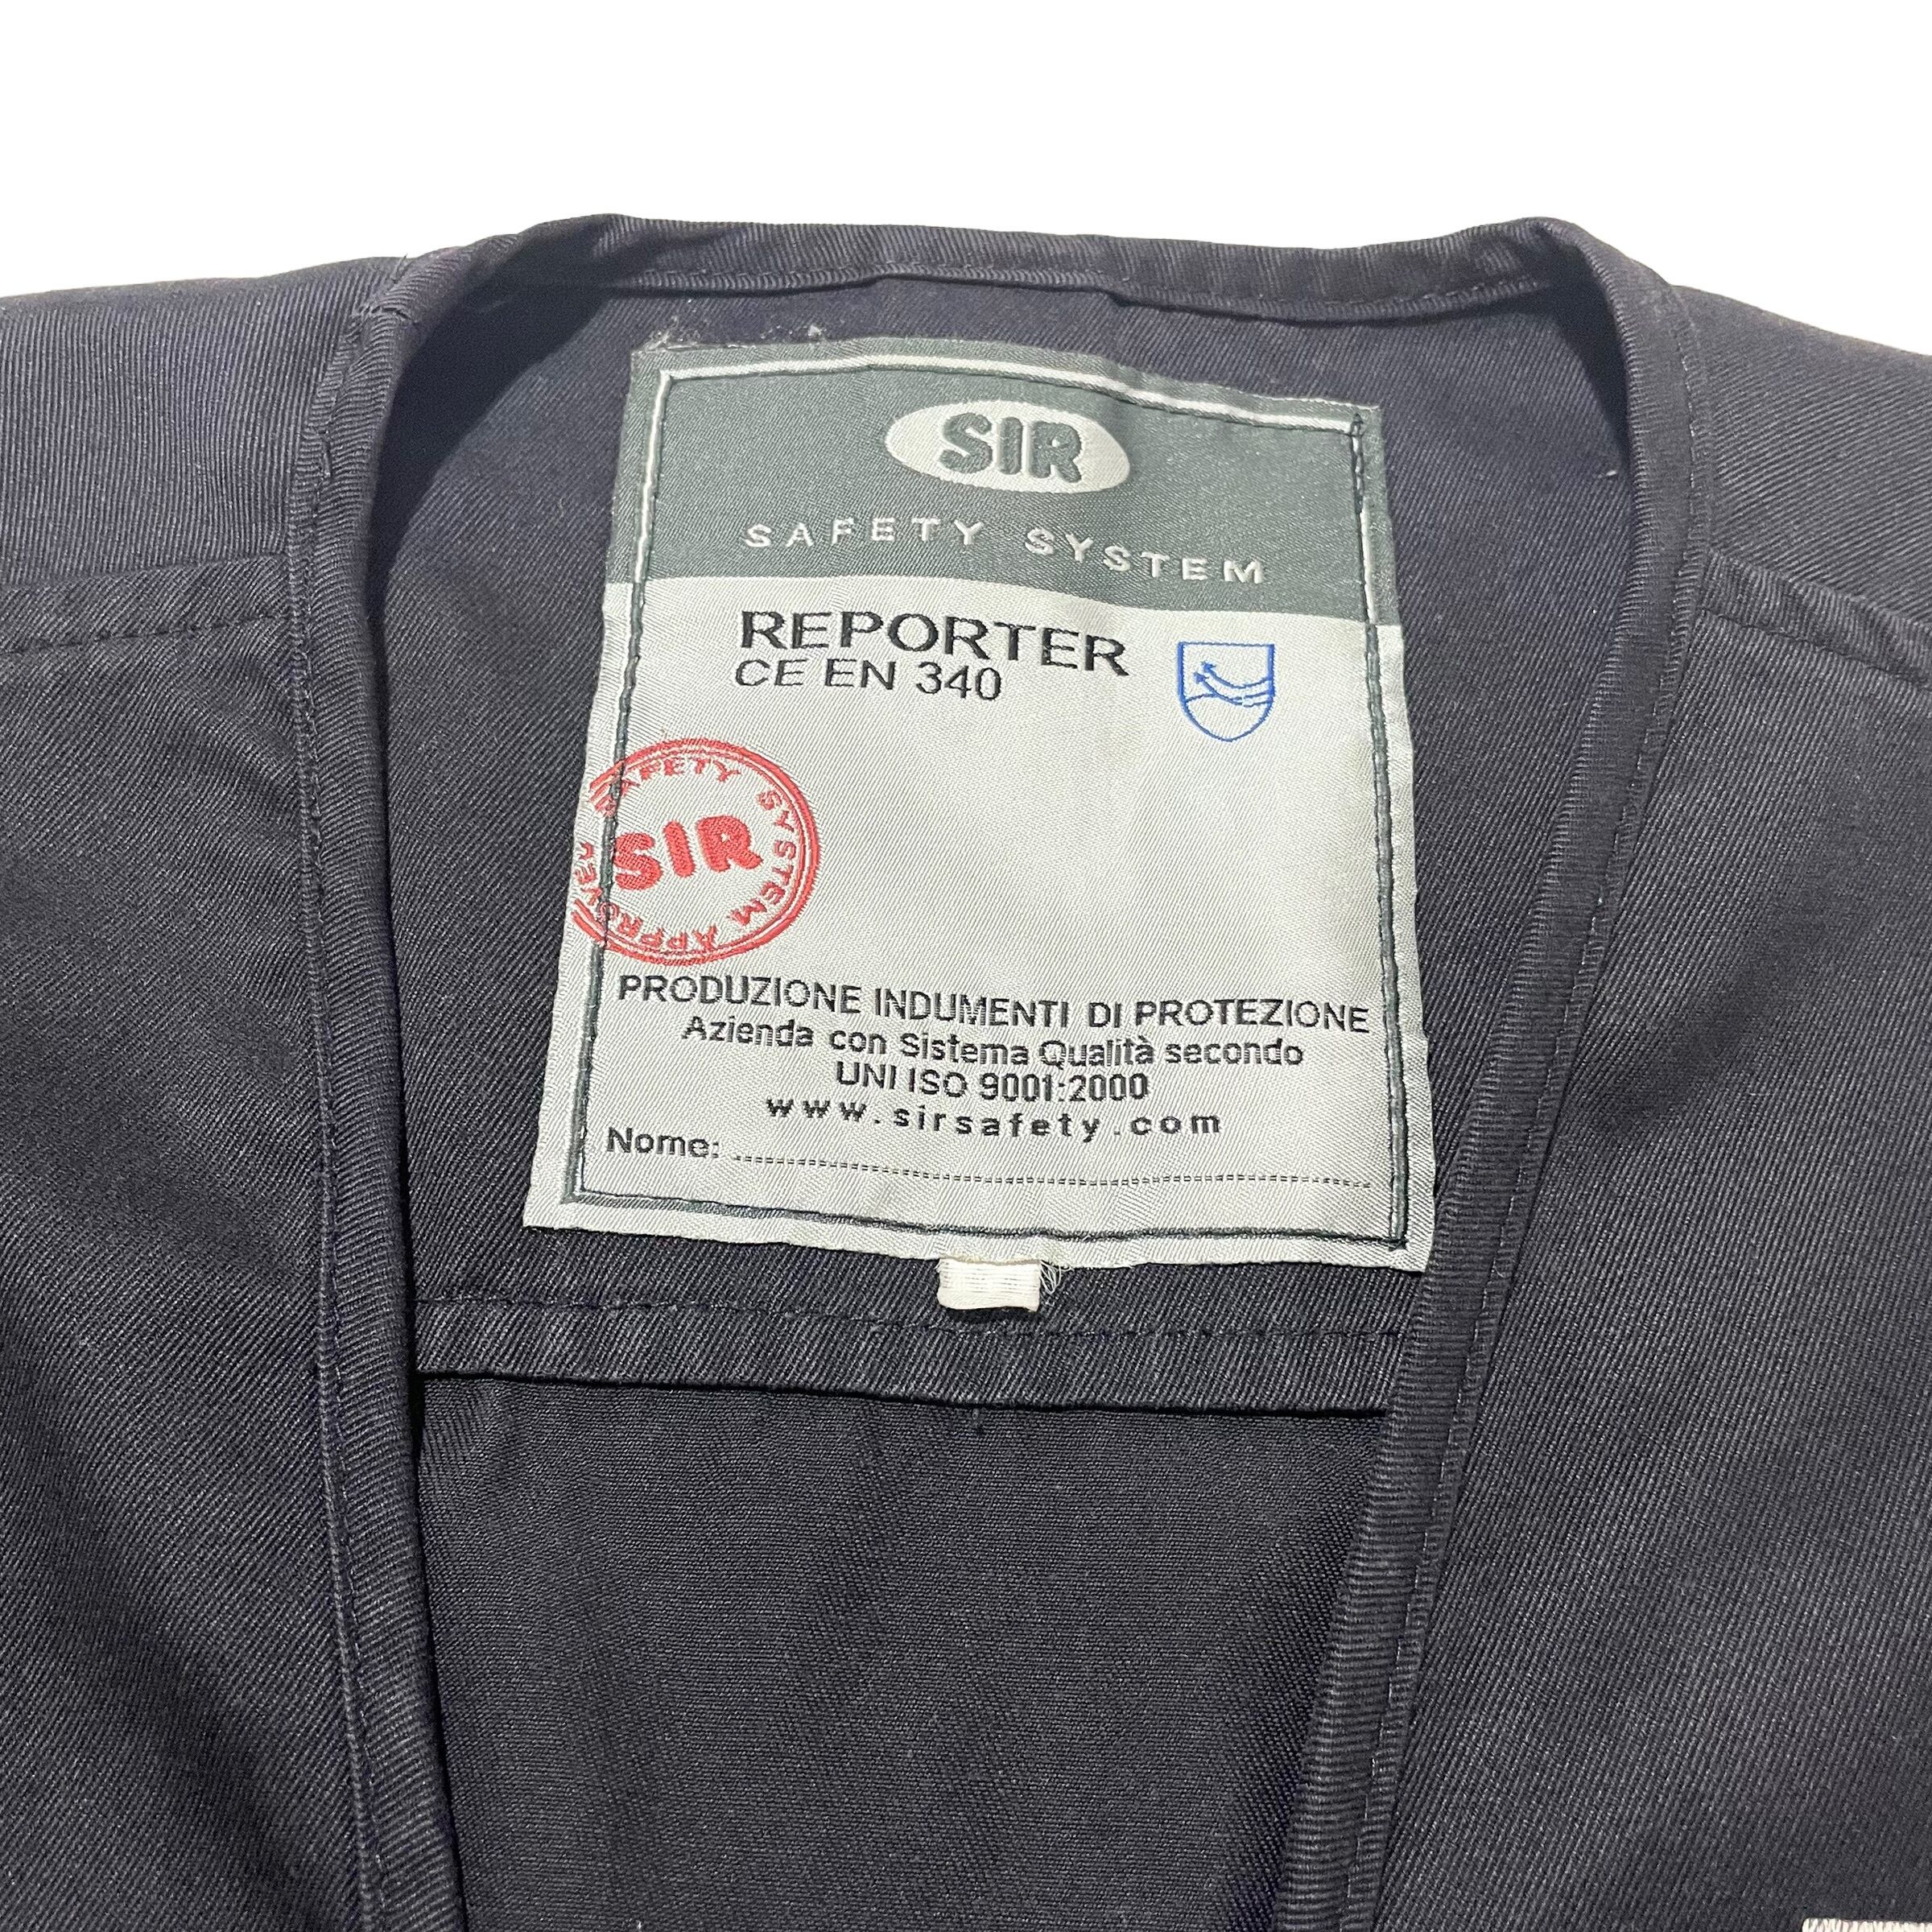 SIR
SAFETY SYSTEM
REPORTER
CE EN 340
SAFETY SYSTEM APPROVED
SIR
PRODUZIONE INDUMENTI DI PROTEZIONE
Azienda con Sistema Qualità secondo
UNI ISO 9001:2000
www.sirsafety.com
Nome: